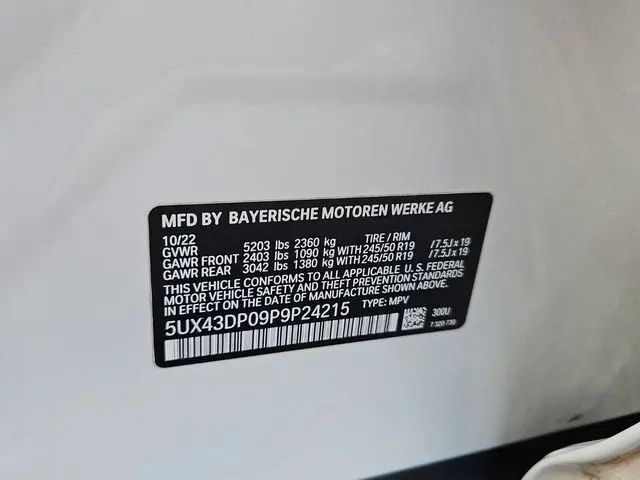 MFD BY BAYERISCHE MOTOREN WERKE AG
10/22 TIRE / RIM
GVWR 5203 lbs 2360 kg
GAWR FRONT 2403 lbs 1090 kg WITH 245/50 R19 /7.5J x 19
GAWR REAR 3042 lbs 1380 kg WITH 245/50 R19 /7.5J x 19
THIS VEHICLE CONFORMS TO ALL APPLICABLE U.S. FEDERAL
MOTOR VEHICLE SAFETY AND THEFT PREVENTION STANDARDS
IN EFFECT ON THE DATE OF MANUFACTURE SHOWN ABOVE.
5UX43DP09P9P24215 TYPE: MPV
300U
7 320 730